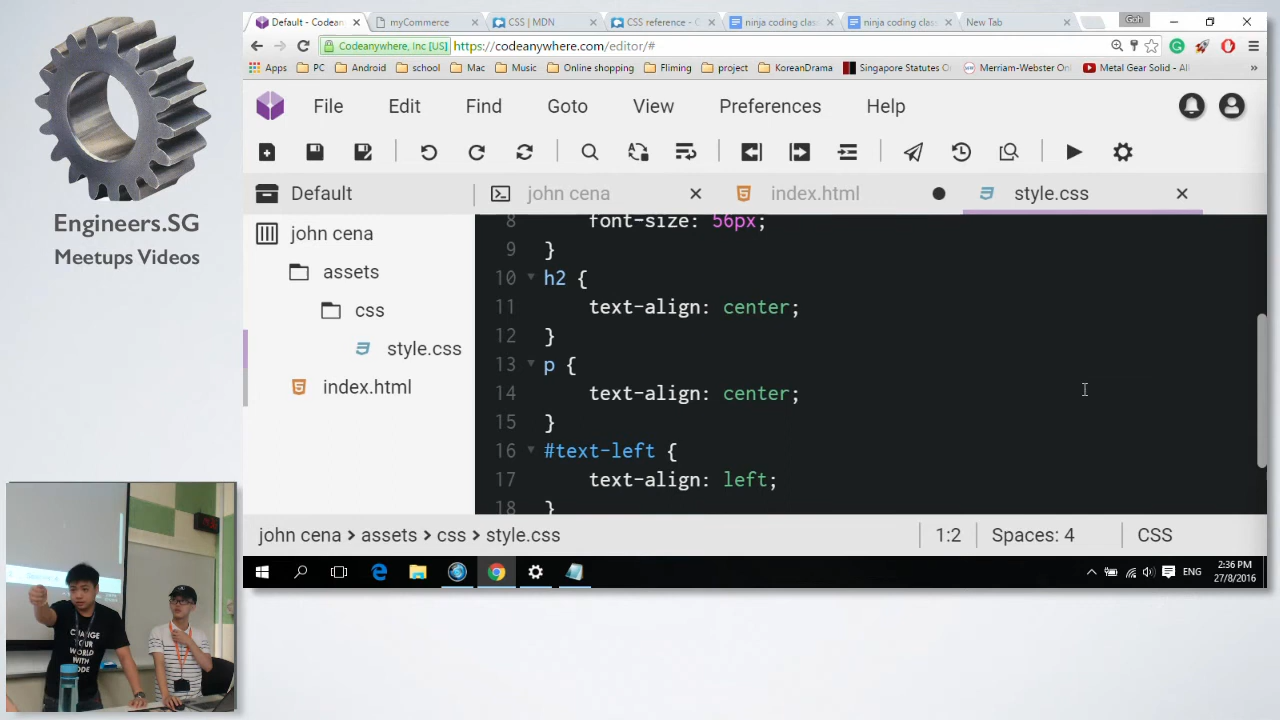 Engineers.SG
Meetups Videos
Default - Codean
myCommerce
CSS | MDN
CSS reference - C
ninja coding clas
ninja coding clas
New Tab
Goh
Codeanywhere, Inc [US]
https://codeanywhere.com/editor/#
Apps
PC
Android
school
Mac
Music
Online shopping
Fliming
project
KoreanDrama
Singapore Statutes
Merriam-Webster On
Metal Gear Solid - Al
»
File
Edit
Find
Goto
View
Preferences
Help
Default
john cena
index.html
style.css
john cena
assets
css
style.css
index.html
8 font-size: 56px;
9 }
10 h2 {
11 text-align: center;
12 }
13 p {
14 text-align: center;
15 }
16 #text-left {
17 text-align: left;
18 }
john cena > assets > css > style.css
1:2
Spaces: 4
CSS
ENG
2:36 PM
27/8/2016
CHANGE
YOUR
WORLD
WITH
CODE